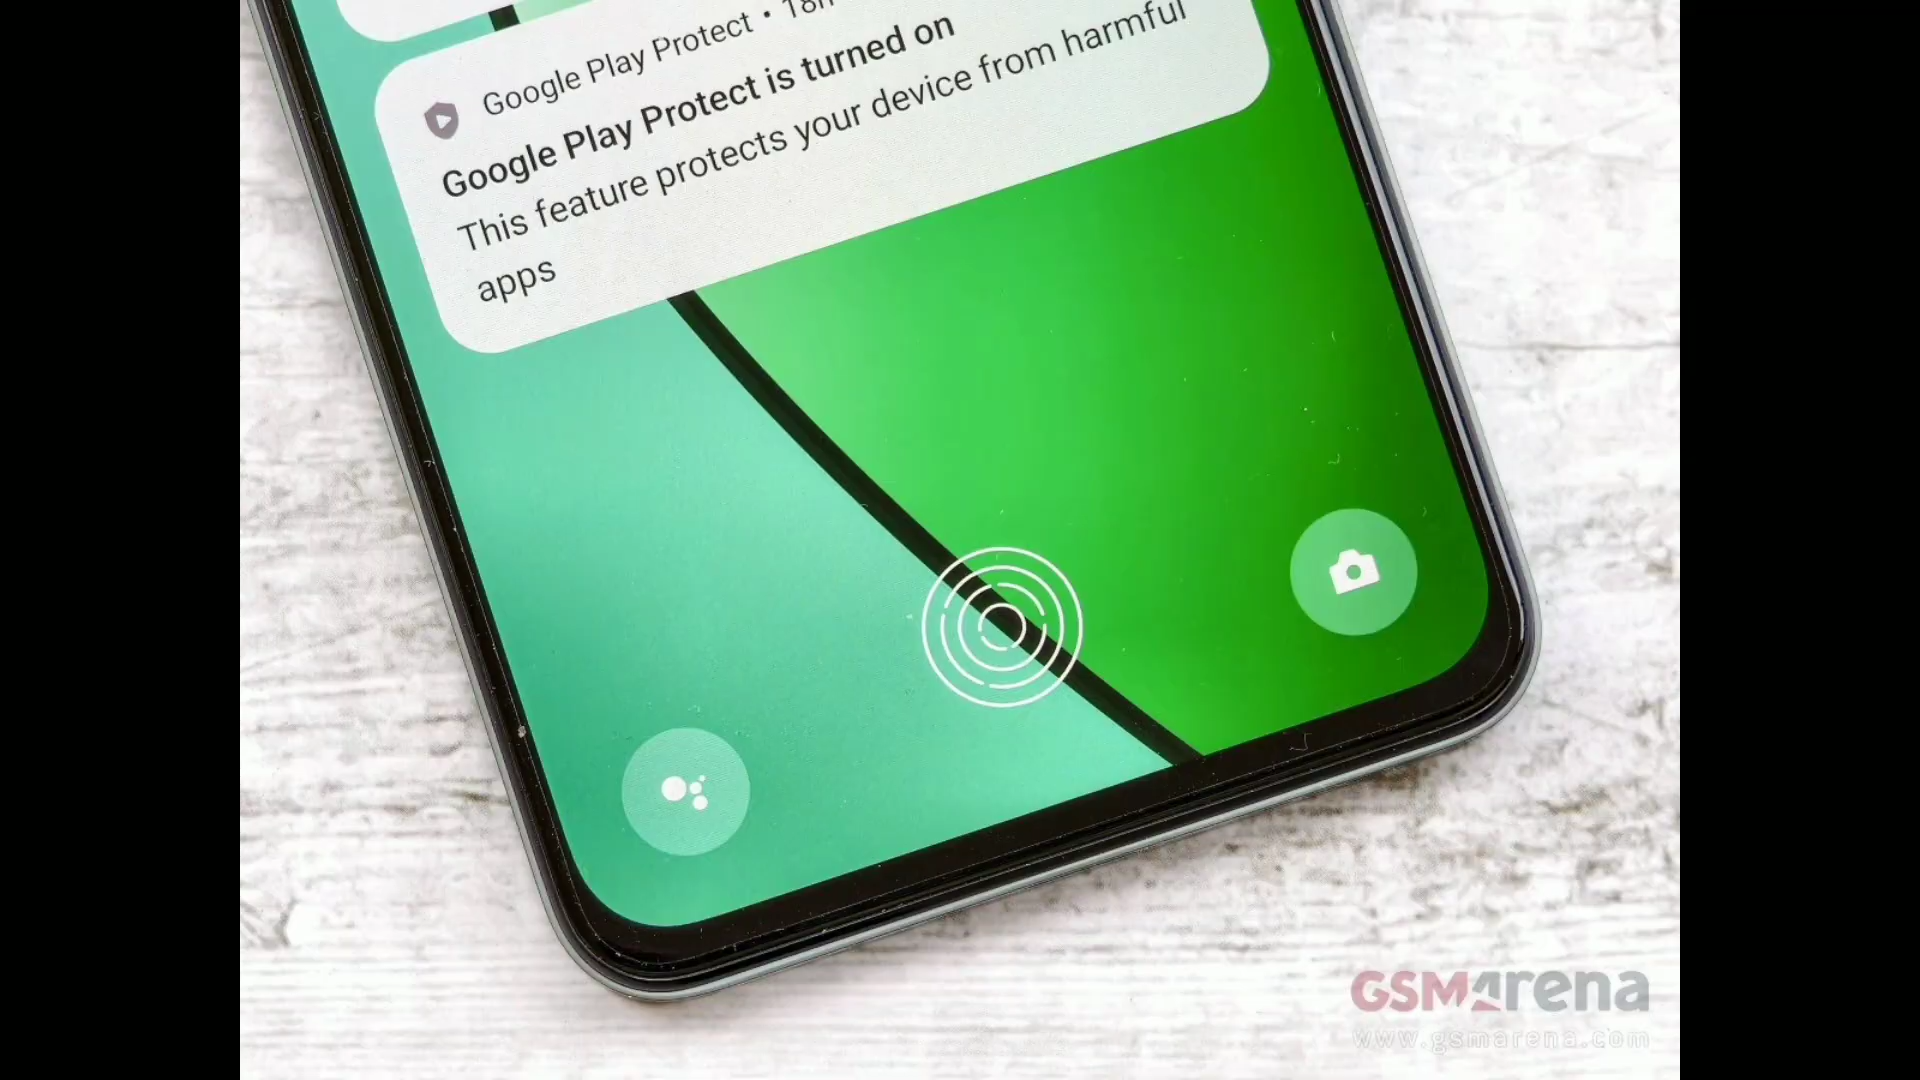 Google Play Protect • 18h
Google Play Protect is turned on
This feature protects your device from harmful
apps
GSMArena
www.gsmarena.com